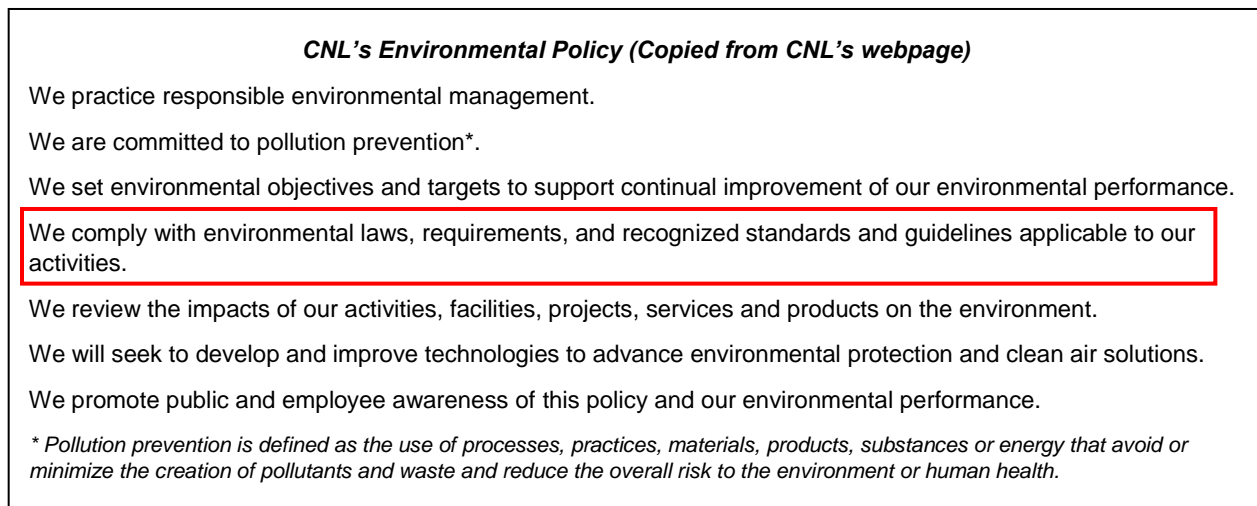 CNL’s Environmental Policy (Copied from CNL’s webpage)
We practice responsible environmental management.
We are committed to pollution prevention*.
We set environmental objectives and targets to support continual improvement of our environmental performance.
We comply with environmental laws, requirements, and recognized standards and guidelines applicable to our
activities.
We review the impacts of our activities, facilities, projects, services and products on the environment.
We will seek to develop and improve technologies to advance environmental protection and clean air solutions.
We promote public and employee awareness of this policy and our environmental performance.
* Pollution prevention is defined as the use of processes, practices, materials, products, substances or energy that avoid or
minimize the creation of pollutants and waste and reduce the overall risk to the environment or human health.